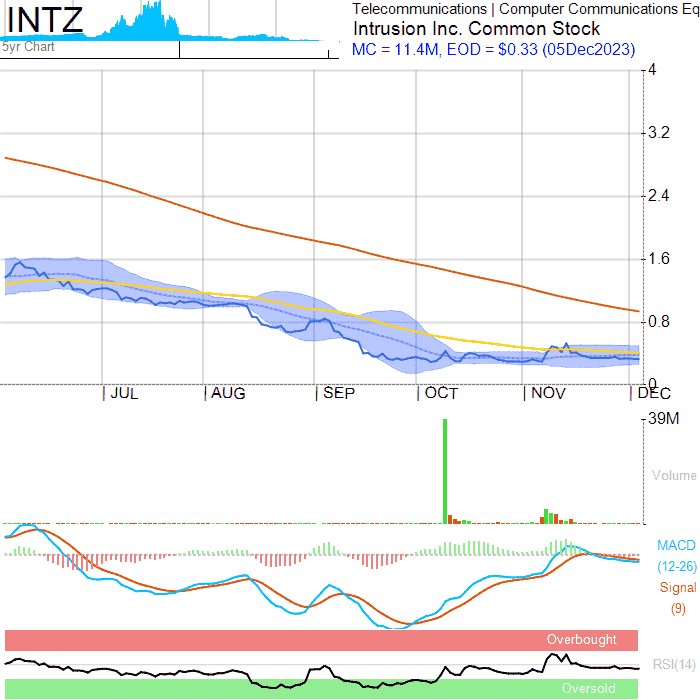 INTZ
5yr Chart
Telecommunications | Computer Communications Eq
Intrusion Inc. Common Stock
MC = 11.4M, EOD = $0.33 (05Dec2023)
4
3.2
2.4
1.6
0.8
0
JUL AUG SEP OCT NOV DEC
39M
Volume
MACD
(12-26)
Signal
(9)
Overbought
RSI(14)
Oversold